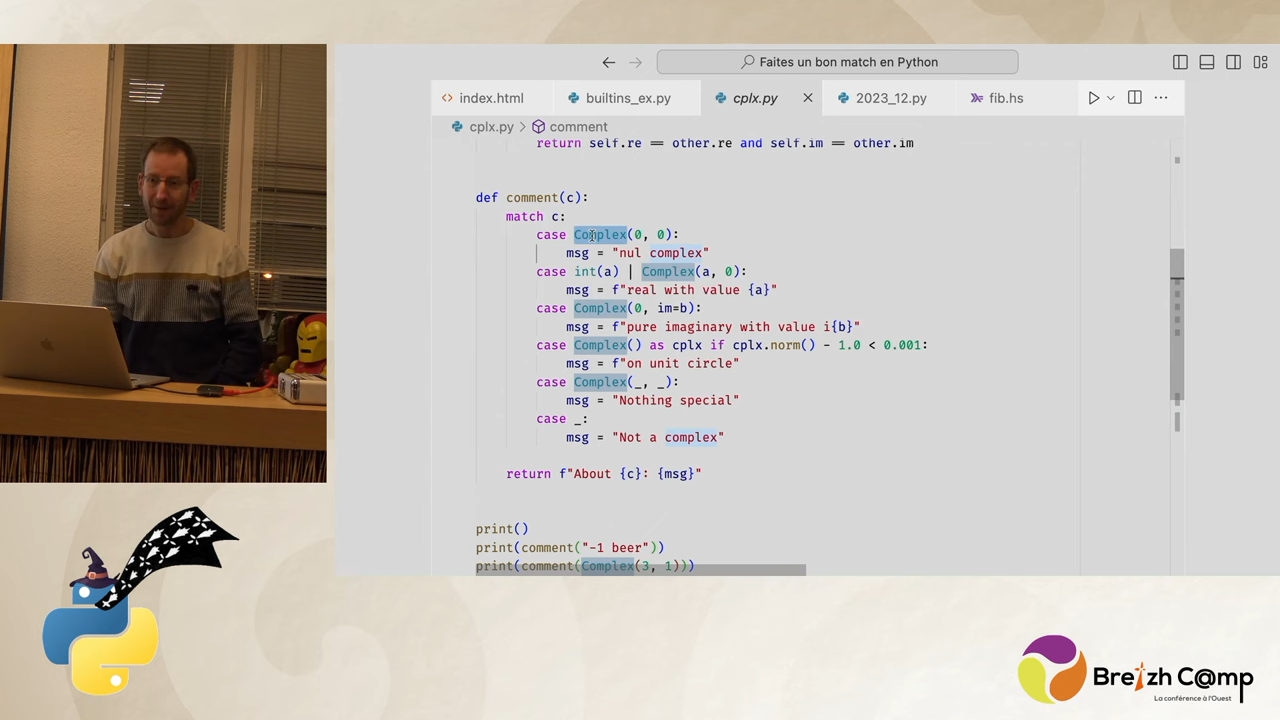 Faites un bon match en Python
index.html
builtins_ex.py
cplx.py
2023_12.py
fib.hs
cplx.py > comment
return self.re == other.re and self.im == other.im
def comment(c):
match c:
case Complex(0, 0):
msg = "nul complex"
case int(a) | Complex(a, 0):
msg = f"real with value {a}"
case Complex(0, im=b):
msg = f"pure imaginary with value i{b}"
case Complex() as cplx if cplx.norm() - 1.0 < 0.001:
msg = f"on unit circle"
case Complex(_, _):
msg = "Nothing special"
case _:
msg = "Not a complex"
return f"About {c}: {msg}"
print()
print(comment("-1 beer"))
print(comment(Complex(3, 1)))
Breizh C@mp
La conférence à l'Ouest